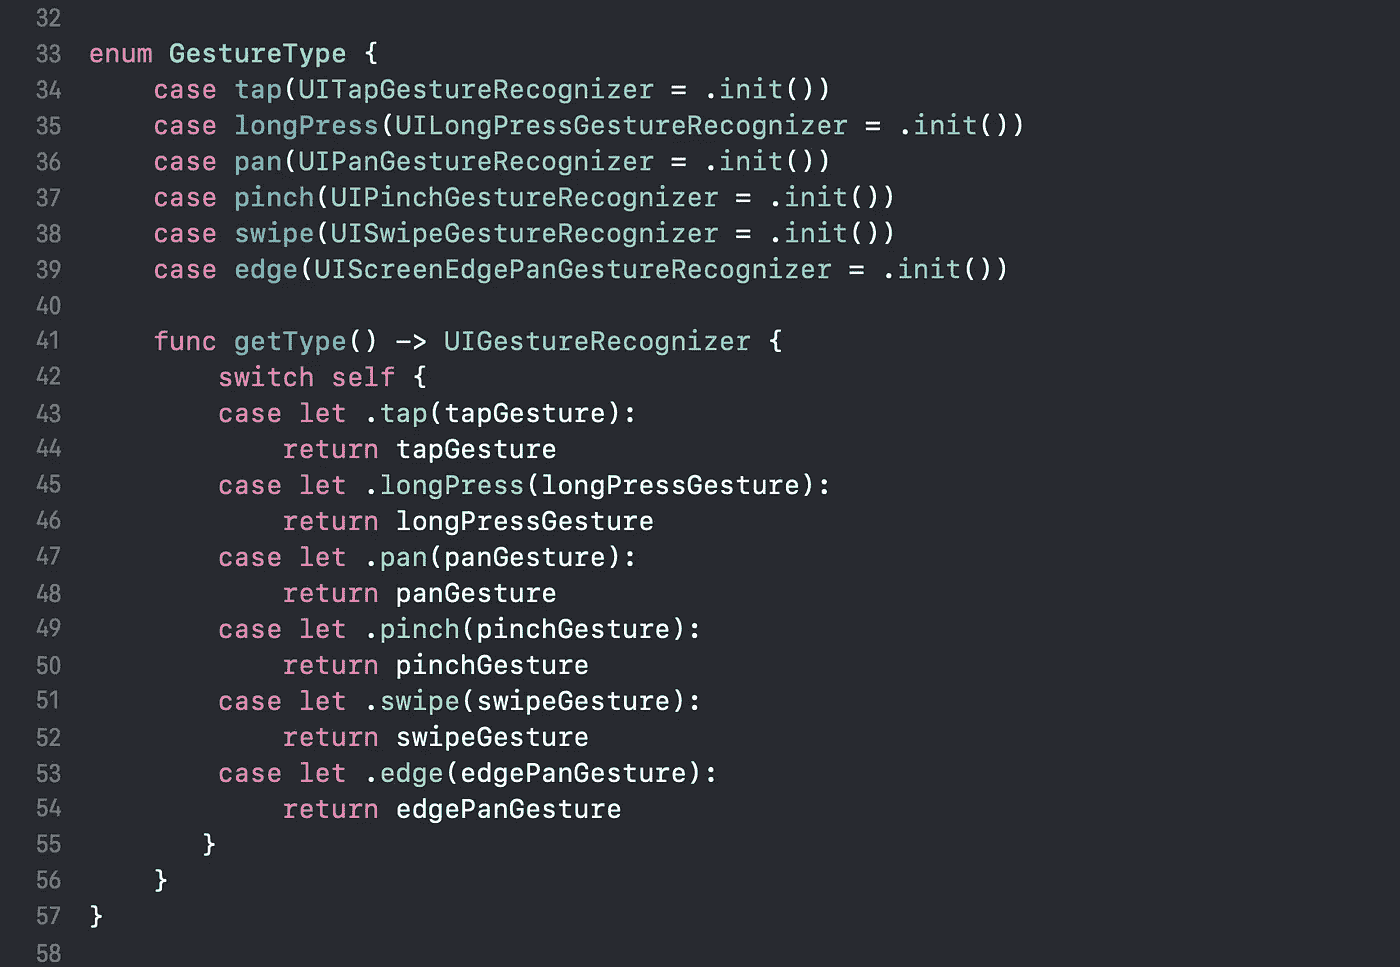 32
33 enum GestureType {
34     case tap(UITapGestureRecognizer = .init())
35     case longPress(UILongPressGestureRecognizer = .init())
36     case pan(UIPanGestureRecognizer = .init())
37     case pinch(UIPinchGestureRecognizer = .init())
38     case swipe(UISwipeGestureRecognizer = .init())
39     case edge(UIScreenEdgePanGestureRecognizer = .init())
40
41     func getType() -> UIGestureRecognizer {
42         switch self {
43         case let .tap(tapGesture):
44             return tapGesture
45         case let .longPress(longPressGesture):
46             return longPressGesture
47         case let .pan(panGesture):
48             return panGesture
49         case let .pinch(pinchGesture):
50             return pinchGesture
51         case let .swipe(swipeGesture):
52             return swipeGesture
53         case let .edge(edgePanGesture):
54             return edgePanGesture
55        }
56     }
57 }
58